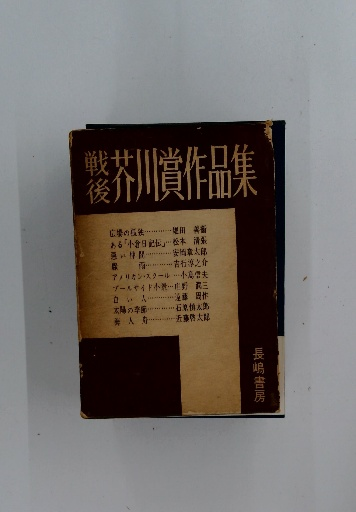 戦後 芥川賞作品集
広場の孤独…………堀田 善衞
ある「小倉日記伝」…松本 清張
悪い仲間…………安岡章太郎
驟雨…………吉行淳之介
アメリカン・スクール…小島信夫
プールサイド小景…庄野 潤三
白い人…………遠藤 周作
太陽の季節…………石原慎太郎
海人舟…………近藤啓太郎
長嶋書房